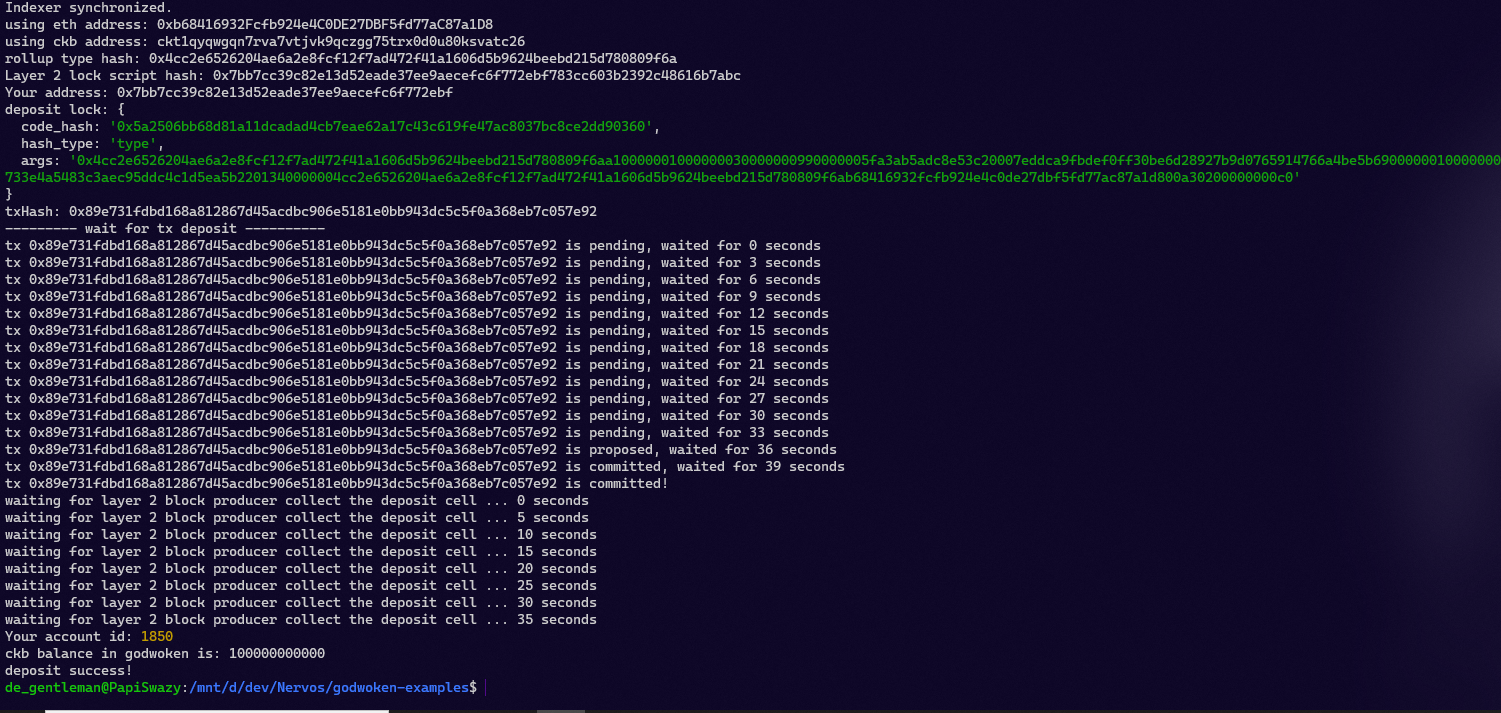 Indexer synchronized.
using eth address: 0xb68416932Fcfb924e4C0DE27DBF5fd77aC87a1D8
using ckb address: ckt1qyqwgqn7rva7vtjvk9qczgg75trx0d0u80ksvatc26
rollup type hash: 0x4cc2e6526204ae6a2e8fcf12f7ad472f41a1606d5b9624beebd215d780809f6a
Layer 2 lock script hash: 0x7bb7cc39c82e13d52eade37ee9aecefc6f772ebf783cc603b2392c48616b7abc
Your address: 0x7bb7cc39c82e13d52eade37ee9aecefc6f772ebf
deposit lock: {
  code_hash: '0x5a2506bb68d81a11dcadad4cb7eae62a17c43c619fe47ac8037bc8ce2dd90360',
  hash_type: 'type',
  args: '0x4cc2e6526204ae6a2e8fcf12f7ad472f41a1606d5b9624beebd215d780809f6aa10000001000000030000000990000005fa3ab5adc8e53c20007eddca9fbdef0ff30be6d28927b9d0765914766a4be5b6900000010000000
733e4a5483c3aec95ddc4c1d5ea5b2201340000004cc2e6526204ae6a2e8fcf12f7ad472f41a1606d5b9624beebd215d780809f6ab68416932fcfb924e4c0de27dbf5fd77ac87a1d800a30200000000c0'
}
txHash: 0x89e731fdbd168a812867d45acdbc906e5181e0bb943dc5c5f0a368eb7c057e92
--------- wait for tx deposit ----------
tx 0x89e731fdbd168a812867d45acdbc906e5181e0bb943dc5c5f0a368eb7c057e92 is pending, waited for 0 seconds
tx 0x89e731fdbd168a812867d45acdbc906e5181e0bb943dc5c5f0a368eb7c057e92 is pending, waited for 3 seconds
tx 0x89e731fdbd168a812867d45acdbc906e5181e0bb943dc5c5f0a368eb7c057e92 is pending, waited for 6 seconds
tx 0x89e731fdbd168a812867d45acdbc906e5181e0bb943dc5c5f0a368eb7c057e92 is pending, waited for 9 seconds
tx 0x89e731fdbd168a812867d45acdbc906e5181e0bb943dc5c5f0a368eb7c057e92 is pending, waited for 12 seconds
tx 0x89e731fdbd168a812867d45acdbc906e5181e0bb943dc5c5f0a368eb7c057e92 is pending, waited for 15 seconds
tx 0x89e731fdbd168a812867d45acdbc906e5181e0bb943dc5c5f0a368eb7c057e92 is pending, waited for 18 seconds
tx 0x89e731fdbd168a812867d45acdbc906e5181e0bb943dc5c5f0a368eb7c057e92 is pending, waited for 21 seconds
tx 0x89e731fdbd168a812867d45acdbc906e5181e0bb943dc5c5f0a368eb7c057e92 is pending, waited for 24 seconds
tx 0x89e731fdbd168a812867d45acdbc906e5181e0bb943dc5c5f0a368eb7c057e92 is pending, waited for 27 seconds
tx 0x89e731fdbd168a812867d45acdbc906e5181e0bb943dc5c5f0a368eb7c057e92 is pending, waited for 30 seconds
tx 0x89e731fdbd168a812867d45acdbc906e5181e0bb943dc5c5f0a368eb7c057e92 is pending, waited for 33 seconds
tx 0x89e731fdbd168a812867d45acdbc906e5181e0bb943dc5c5f0a368eb7c057e92 is proposed, waited for 36 seconds
tx 0x89e731fdbd168a812867d45acdbc906e5181e0bb943dc5c5f0a368eb7c057e92 is committed, waited for 39 seconds
tx 0x89e731fdbd168a812867d45acdbc906e5181e0bb943dc5c5f0a368eb7c057e92 is committed!
waiting for layer 2 block producer collect the deposit cell ... 0 seconds
waiting for layer 2 block producer collect the deposit cell ... 5 seconds
waiting for layer 2 block producer collect the deposit cell ... 10 seconds
waiting for layer 2 block producer collect the deposit cell ... 15 seconds
waiting for layer 2 block producer collect the deposit cell ... 20 seconds
waiting for layer 2 block producer collect the deposit cell ... 25 seconds
waiting for layer 2 block producer collect the deposit cell ... 30 seconds
waiting for layer 2 block producer collect the deposit cell ... 35 seconds
Your account id: 1850
ckb balance in godwoken is: 100000000000
deposit success!
de_gentleman@PapiSwazy:/mnt/d/dev/Nervos/godwoken-examples$